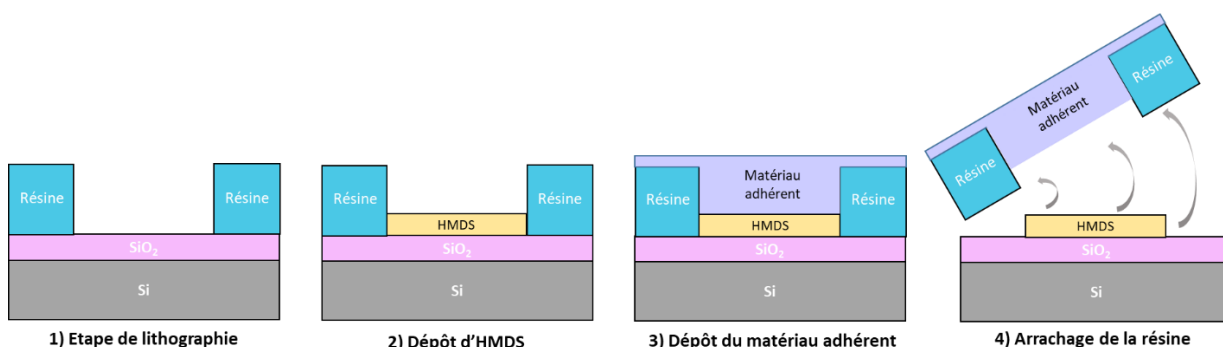 Résine
Résine
SiO2
Si
1) Etape de lithographie
Résine
HMDS
Résine
SiO2
Si
2) Dépôt d'HMDS
Matériau
adhérent
Résine
HMDS
Résine
SiO2
Si
3) Dépôt du matériau adhérent
Résine
Matériau
adhérent
Résine
HMDS
SiO2
Si
4) Arrachage de la résine